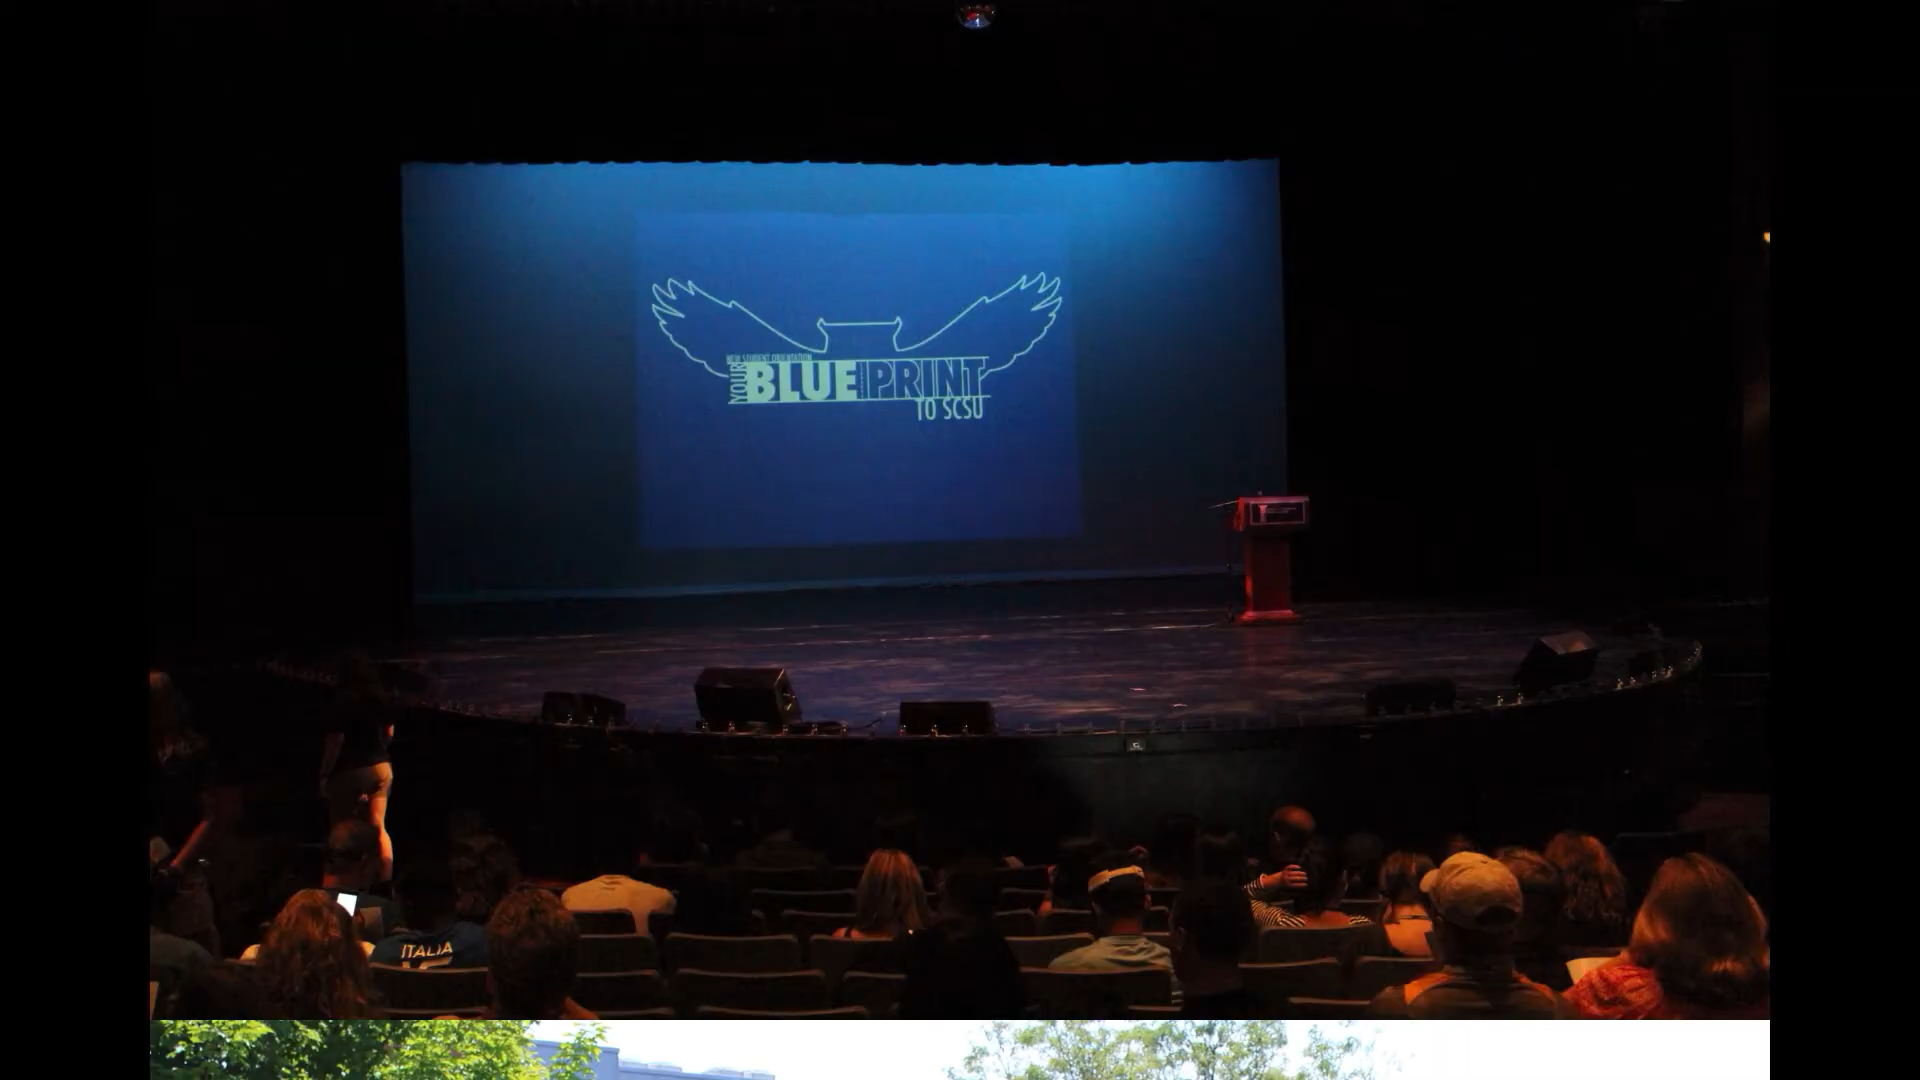 NEW STUDENT ORIENTATION
YOUR
BLUEPRINT
TO SCSU
ITALIA